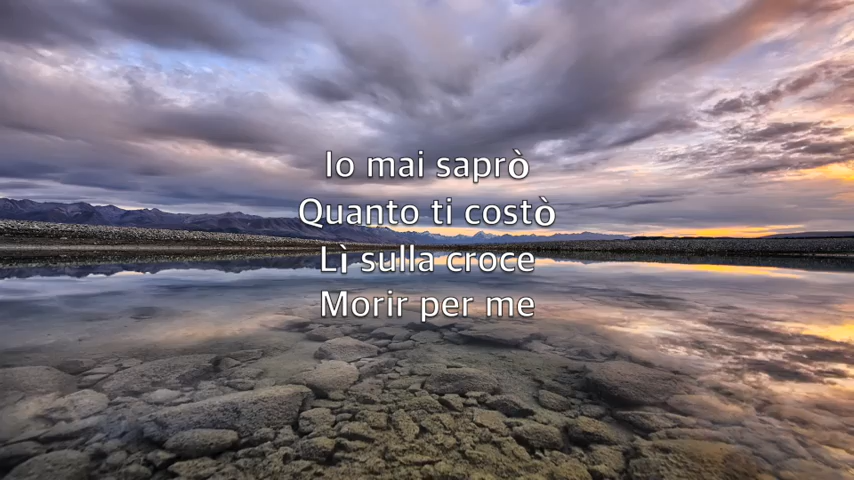 Io mai saprò
Quanto ti costò
Lì sulla croce
Morir per me